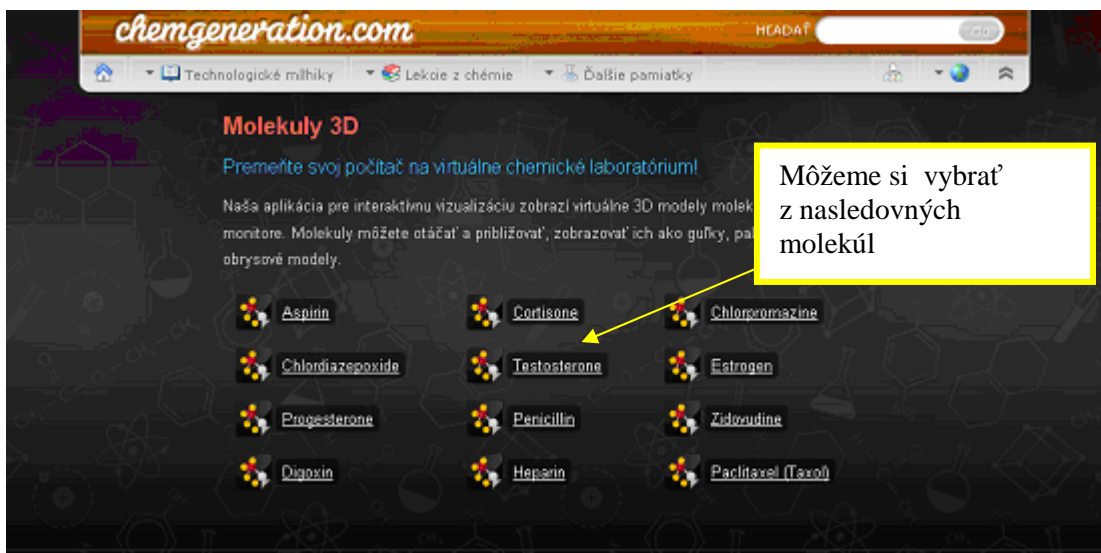 chemgeneration.com
HĽADAŤ
Technologické míľniky
Lekcie z chémie
Ďalšie pamiatky
Molekuly 3D
Premeňte svoj počítač na virtuálne chemické laboratórium!
Naša aplikácia pre interaktívnu vizualizáciu zobrazí virtuálne 3D modely molek
monitore. Molekuly môžete otáčať a približovať, zobrazovať ich ako guľky, pal
obrysové modely.
Môžeme si vybrať
z nasledovných
molekúl
Aspirin
Cortisone
Chlorpromazine
Chlordiazepoxide
Testosterone
Estrogen
Progesterone
Penicillin
Zidovudine
Digoxin
Heparin
Paclitaxel (Taxol)